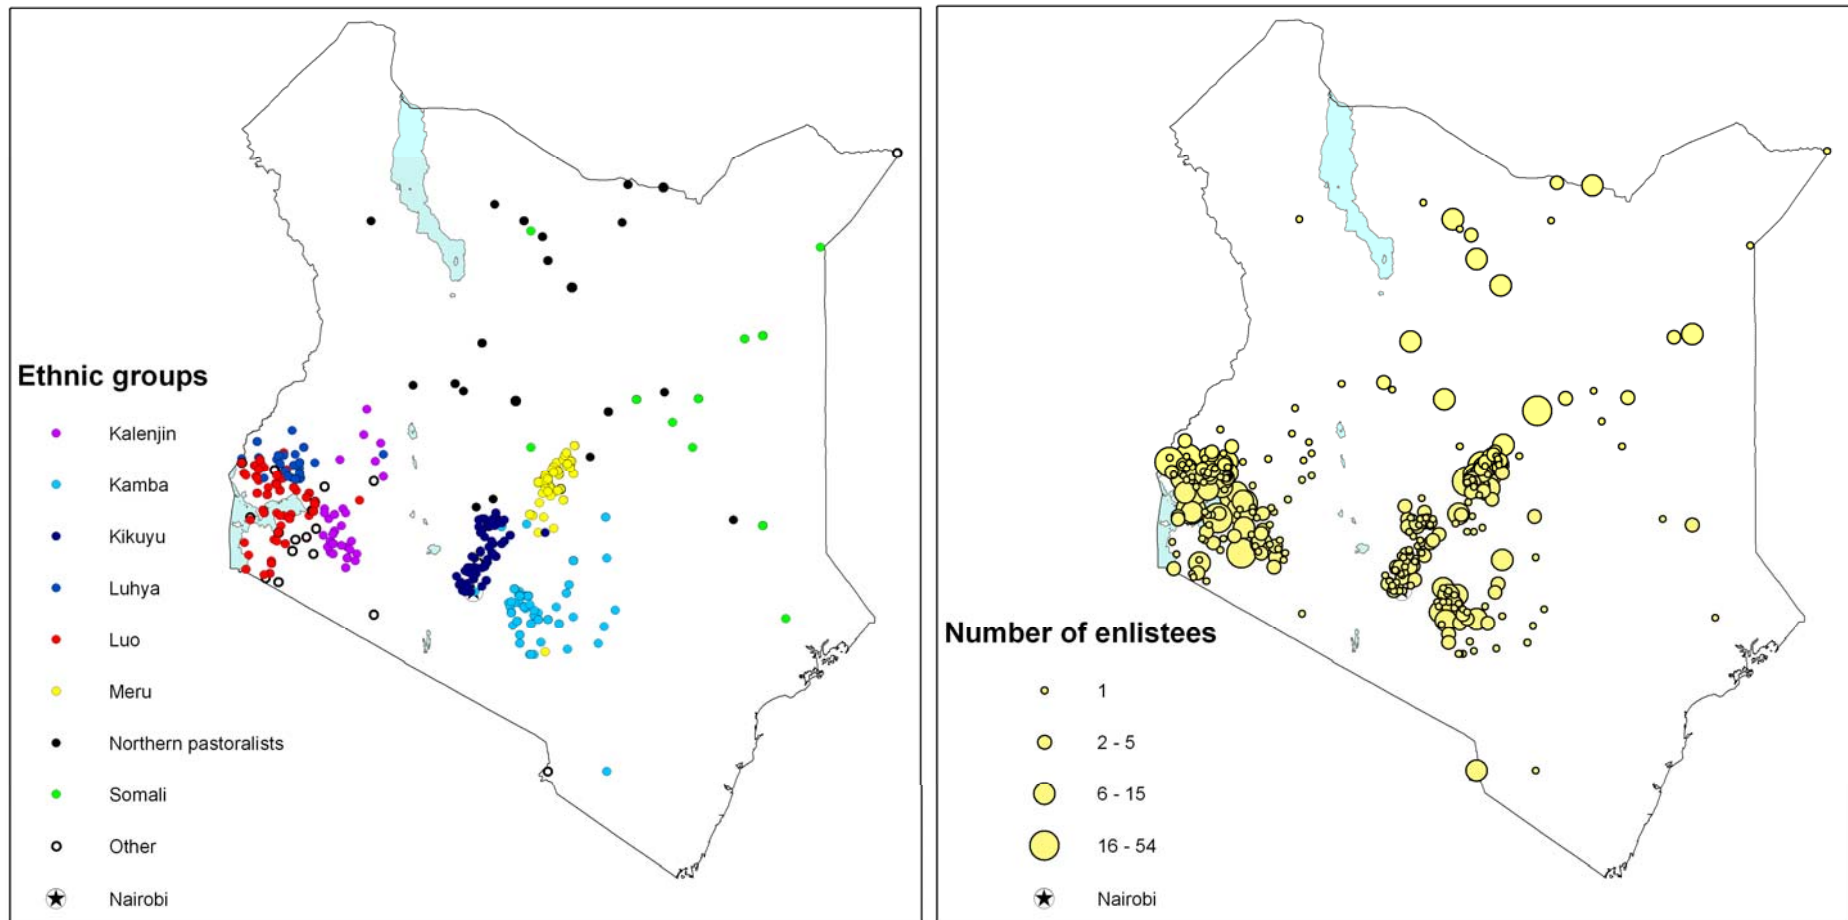 Ethnic groups
Kalenjin
Kamba
Kikuyu
Luhya
Luo
Meru
Northern pastoralists
Somali
Other
Nairobi
Number of enlistees
1
2 - 5
6 - 15
16 - 54
Nairobi